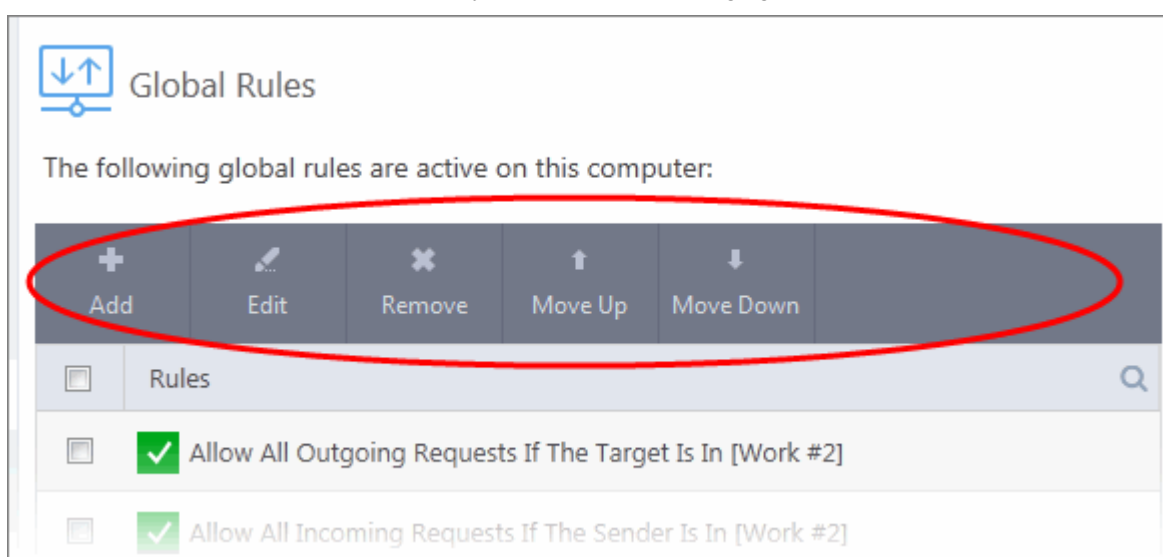 Global Rules
The following global rules are active on this computer:
Add Edit Remove Move Up Move Down
Rules
Allow All Outgoing Requests If The Target Is In [Work #2]
Allow All Incoming Requests If The Sender Is In [Work #2]